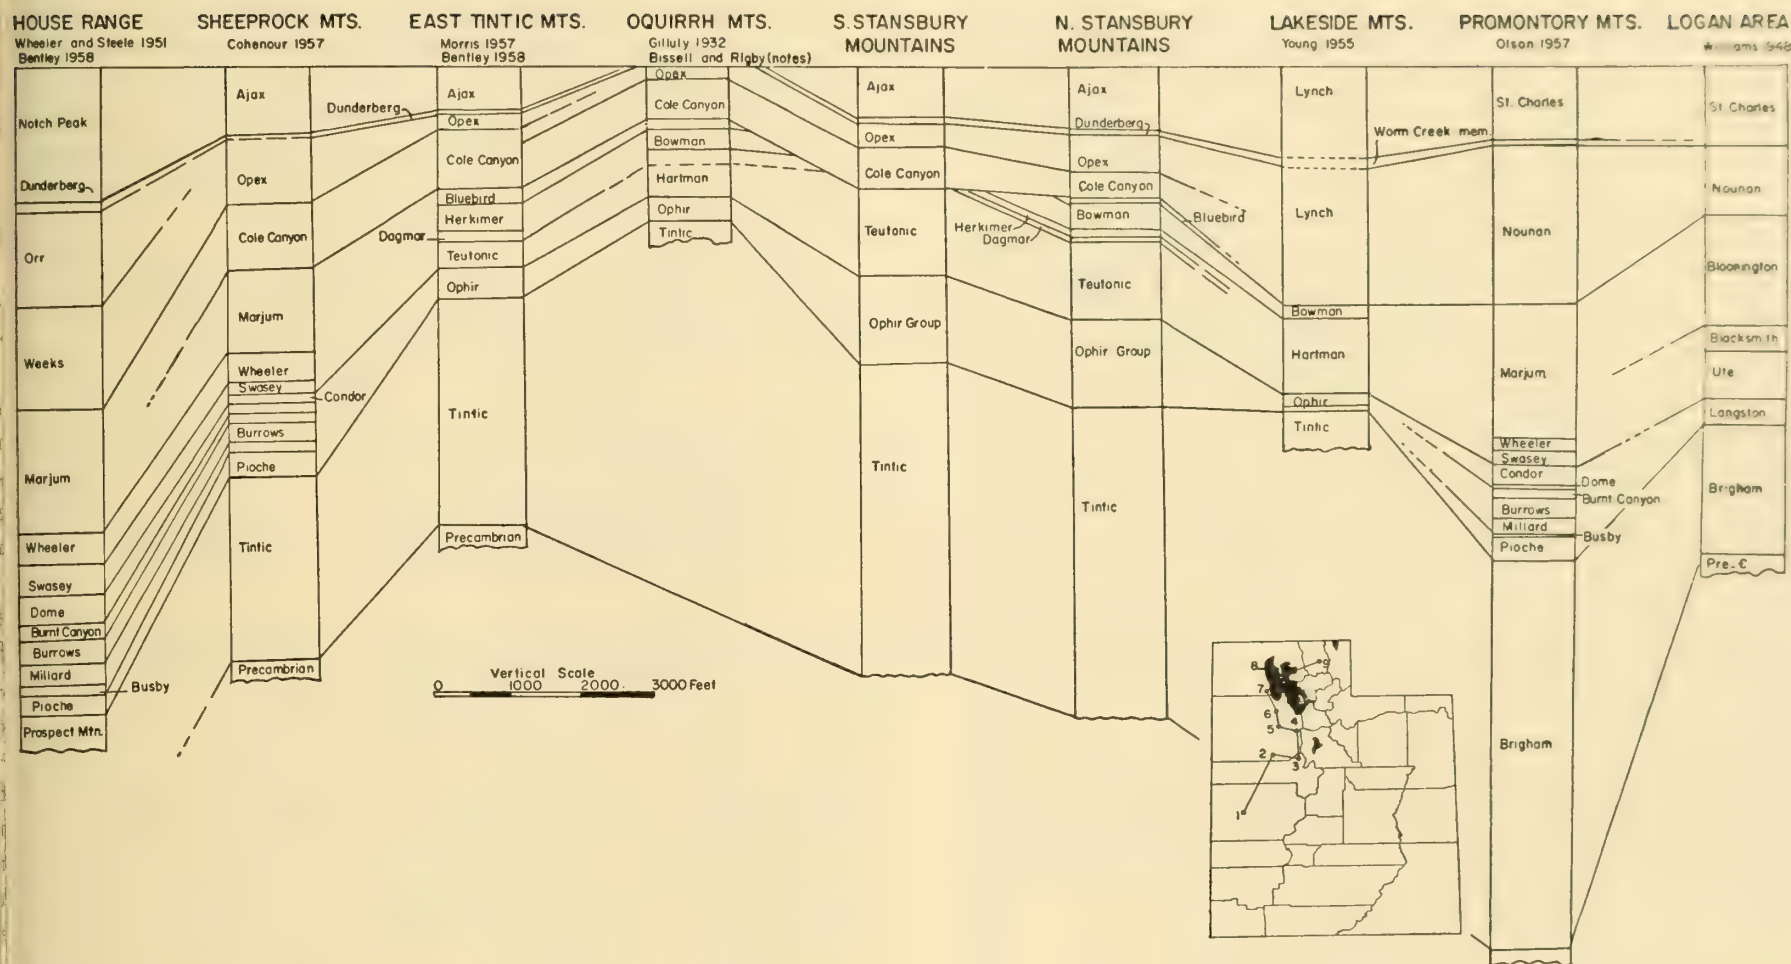 HOUSE RANGE
Wheeler and Steele 1951
Bentley 1958
Notch Peak
Dunderberg
Orr
Weeks
Marjum
Wheeler
Swasey
Dome
Burnt Canyon
Burrows
Millard
Busby
Pioche
Prospect Mtn.
SHEEPROCK MTS.
Cohenour 1957
Ajax
Opex
Cole Canyon
Marjum
Wheeler
Swasey
Condor
Burrows
Pioche
Tintic
Precambrian
EAST TINTIC MTS.
Morris 1957
Bentley 1958
Dunderberg
Ajax
Opex
Cole Canyon
Bluebird
Herkimer
Dagmar
Teutonic
Ophir
Tintic
Precambrian
OQUIRRH MTS.
Gilluly 1932
Bissell and Rigby (notes)
Opex
Cole Canyon
Bowman
Hartman
Ophir
Tintic
S. STANSBURY
MOUNTAINS
Ajax
Opex
Cole Canyon
Teutonic
Ophir Group
Tintic
N. STANSBURY
MOUNTAINS
Ajax
Dunderberg
Opex
Cole Canyon
Bluebird
Bowman
Herkimer
Dagmar
Teutonic
Ophir Group
Tintic
LAKESIDE MTS.
Young 1955
Lynch
Worm Creek mem.
Lynch
Bowman
Hartman
Ophir
Tintic
PROMONTORY MTS.
Olson 1957
St. Charles
Nounan
Marjum
Wheeler
Swasey
Condor
Dome
Burnt Canyon
Burrows
Millard
Busby
Pioche
Brigham
LOGAN AREA
St Charles
Nounan
Bloomington
Blacksmith
Ute
Langston
Brigham
Pre-Є
Vertical Scale
0 1000 2000 3000 Feet
8 9
7
6 4
5
2 3
1